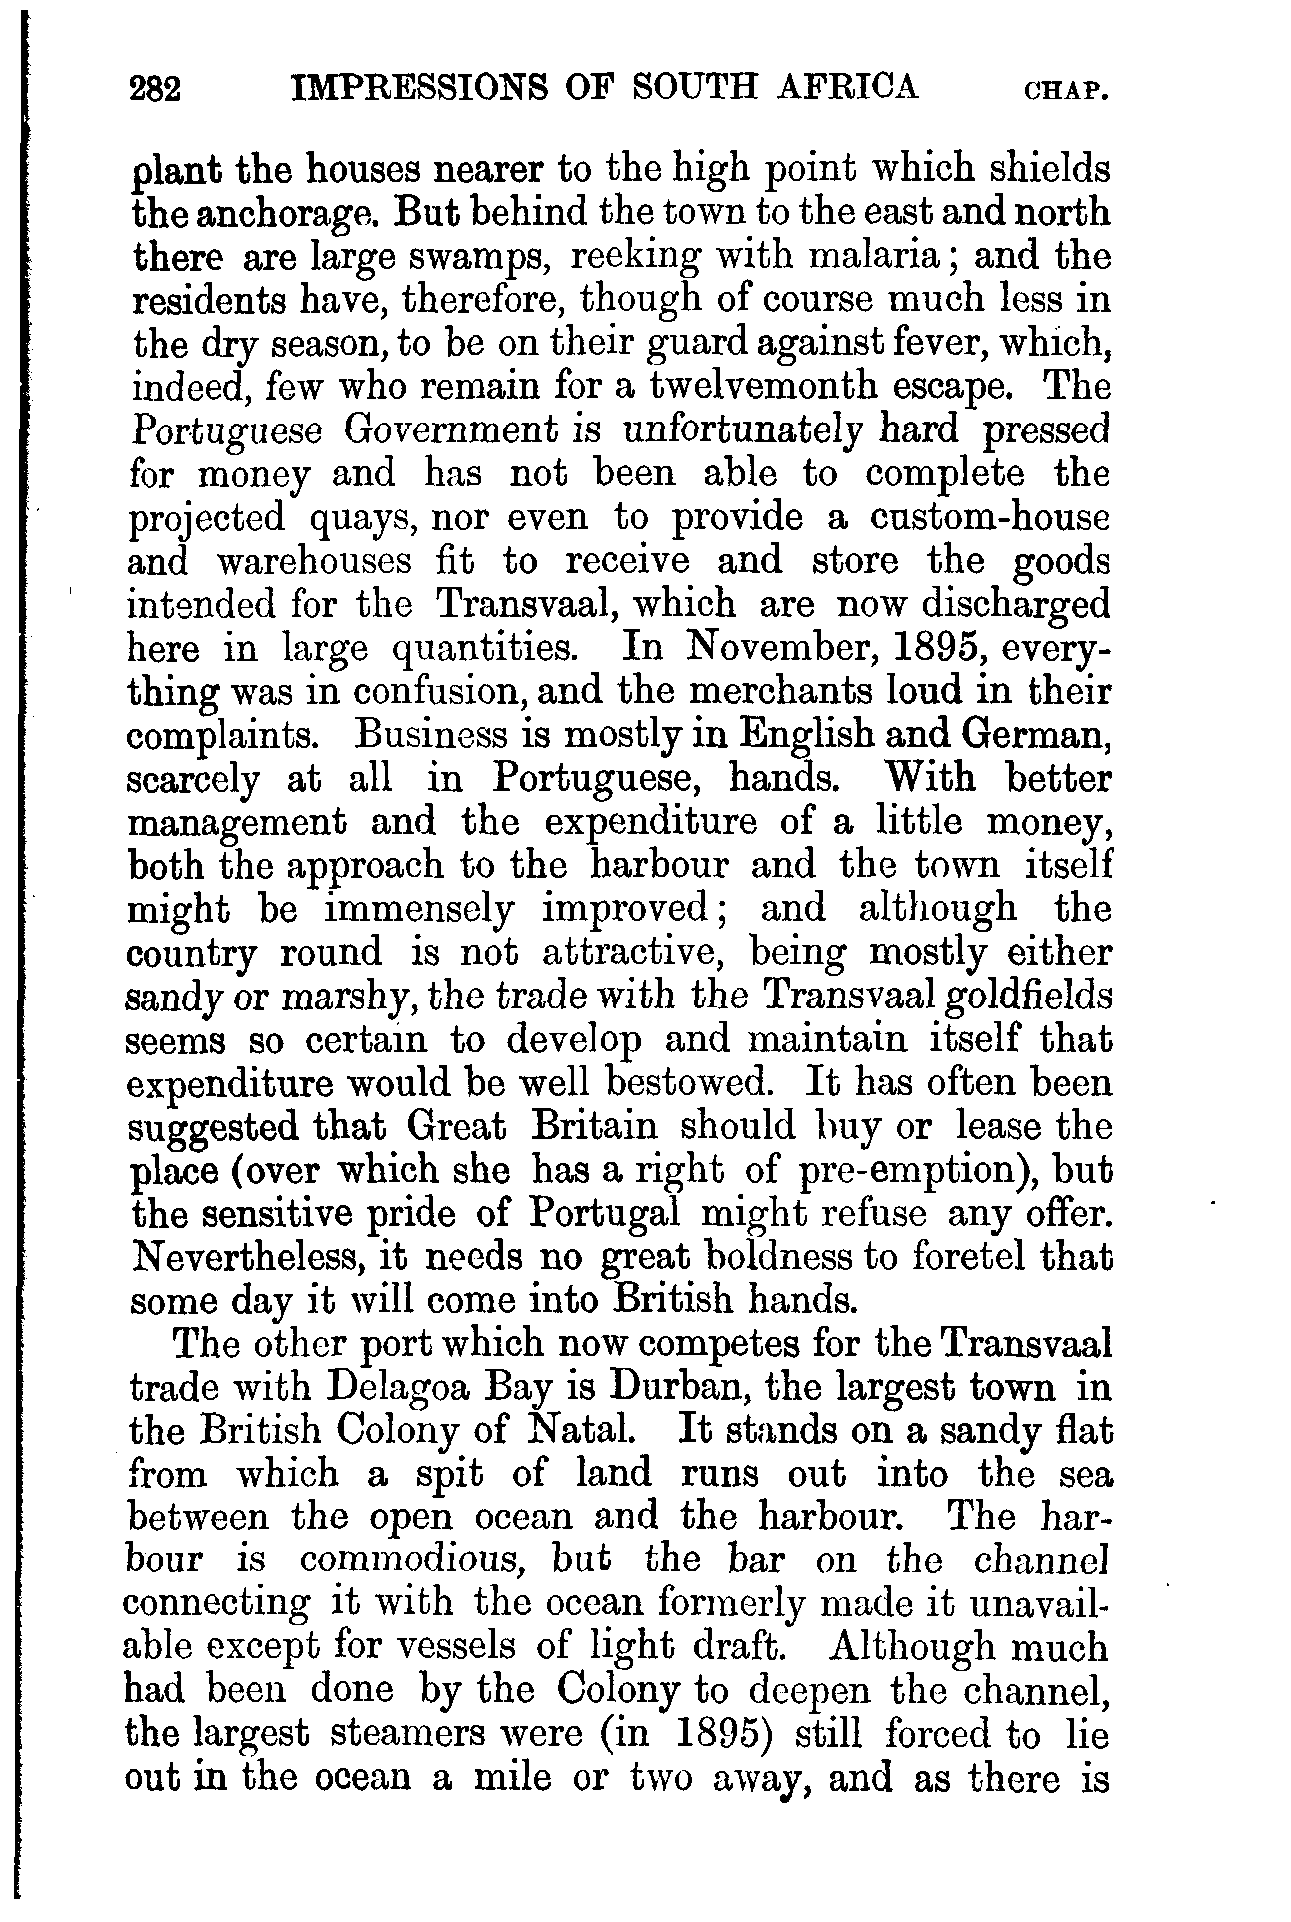 282 IMPRESSIONS OF SOUTH AFRICA CHAP.
plant the houses nearer to the high point which shields
the anchorage. But behind the town to the east and north
there are large swamps, reeking with malaria; and the
residents have, therefore, though of course much less in
the dry season, to be on their guard against fever, which,
indeed, few who remain for a twelvemonth escape. The
Portuguese Government is unfortunately hard pressed
for money and has not been able to complete the
projected quays, nor even to provide a custom-house
and warehouses fit to receive and store the goods
intended for the Transvaal, which are now discharged
here in large quantities. In November, 1895, every-
thing was in confusion, and the merchants loud in their
complaints. Business is mostly in English and German,
scarcely at all in Portuguese, hands. With better
management and the expenditure of a little money,
both the approach to the harbour and the town itself
might be immensely improved; and although the
country round is not attractive, being mostly either
sandy or marshy, the trade with the Transvaal goldfields
seems so certain to develop and maintain itself that
expenditure would be well bestowed. It has often been
suggested that Great Britain should buy or lease the
place (over which she has a right of pre-emption), but
the sensitive pride of Portugal might refuse any offer.
Nevertheless, it needs no great boldness to foretel that
some day it will come into British hands.
The other port which now competes for the Transvaal
trade with Delagoa Bay is Durban, the largest town in
the British Colony of Natal. It stands on a sandy flat
from which a spit of land runs out into the sea
between the open ocean and the harbour. The har-
bour is commodious, but the bar on the channel
connecting it with the ocean formerly made it unavail-
able except for vessels of light draft. Although much
had been done by the Colony to deepen the channel,
the largest steamers were (in 1895) still forced to lie
out in the ocean a mile or two away, and as there is